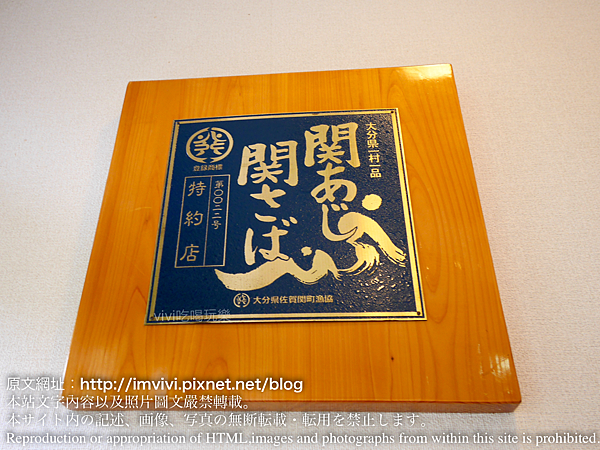 大分県一村一品
関あじ
関さば
登録商標
第〇〇二二号
特約店
大分県佐賀関町漁協
vivi吃喝玩樂
原文網址：http://imvivi.pixnet.net/blog
本站文字內容以及照片圖文嚴禁轉載。
本サイト内の記述、画像、写真の無断転載・転用を禁止します。
Reproduction or appropriation of HTML,images and photographs from within this site is prohibited.